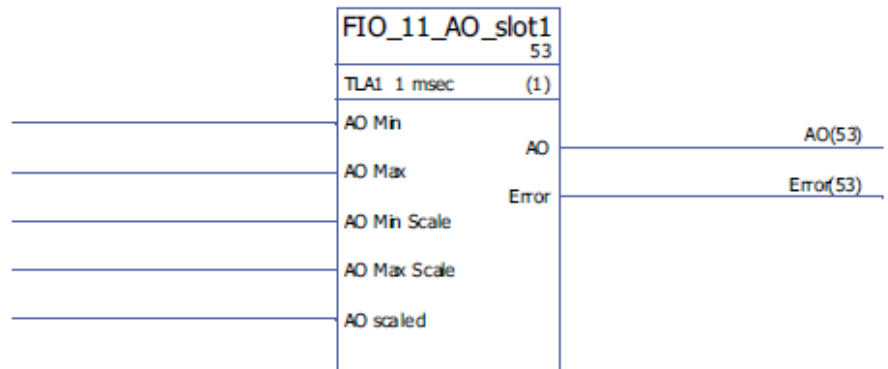 FIO_11_AO_slot1
53
TLA1 1 msec (1)
AO Min
AO(53)
AO
AO Max
Error(53)
Error
AO Min Scale
AO Max Scale
AO scaled